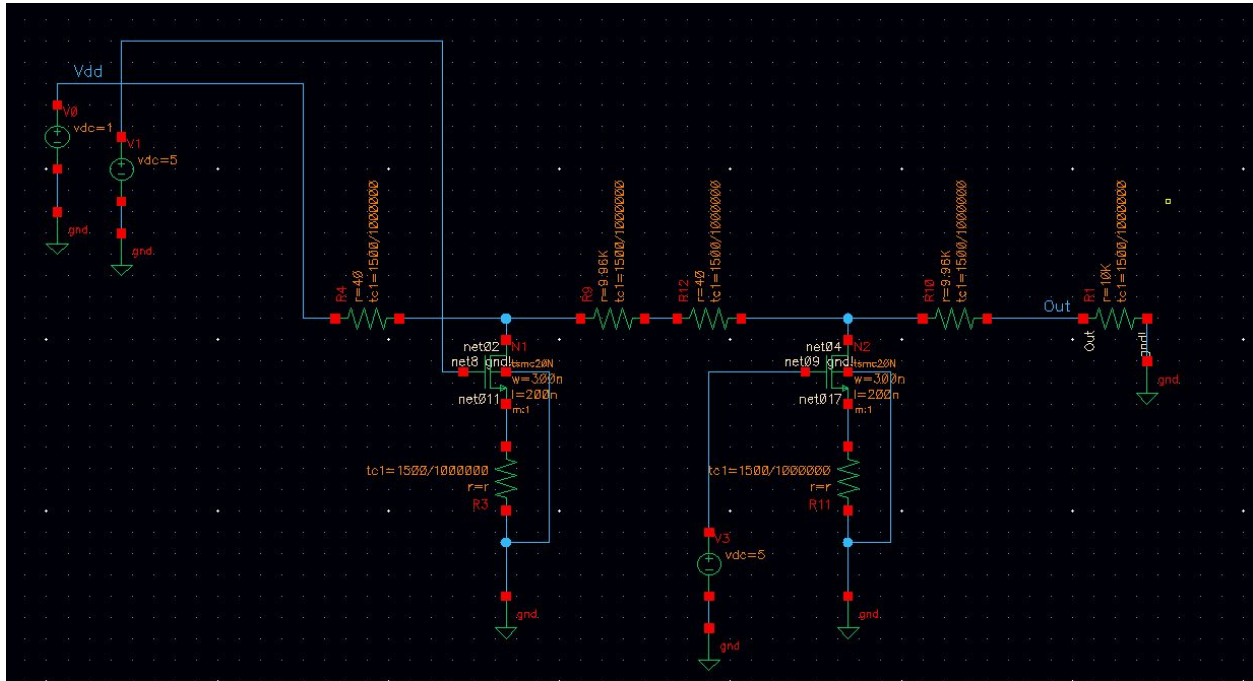 Vdd
V0
vdc=1
V1
vdc=5
gnd
gnd
R4
r=40
tc1=1500/1000000
R9
r=9.96K
tc1=1500/1000000
R12
r=40
tc1=1500/1000000
R10
r=9.96K
tc1=1500/1000000
Out
R1
r=10K
tc1=1500/1000000
Out
gnd!
gnd
net02
N1
net8
gnd!
tsmc20N
w=300n
l=200n
net011
m:1
net04
N2
net09
gnd!
tsmc20N
w=300n
l=200n
net017
m:1
tc1=1500/1000000
r=r
R3
tc1=1500/1000000
r=r
R11
V3
vdc=5
gnd
gnd
gnd